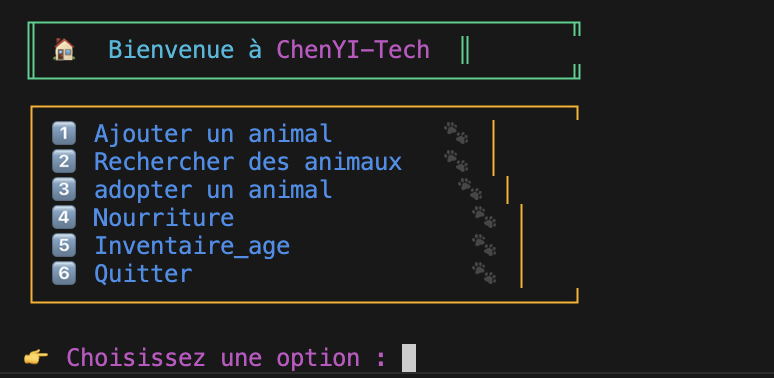 🏠 Bienvenue à ChenYI-Tech
1️⃣ Ajouter un animal 🐾
2️⃣ Rechercher des animaux 🐾
3️⃣ adopter un animal 🐾
4️⃣ Nourriture 🐾
5️⃣ Inventaire_age 🐾
6️⃣ Quitter 🐾
👉 Choisissez une option :